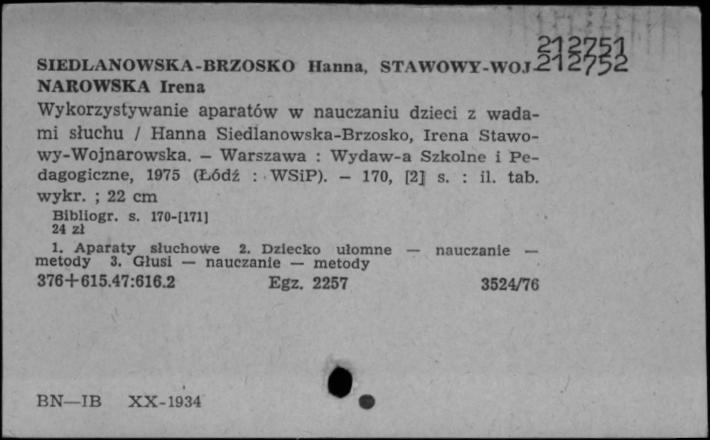 212751
SIEDLANOWSKA-BRZOSKO Hanna, STAWOWY-WOJ-
212752
NAROWSKA Irena
Wykorzystywanie aparatów w nauczaniu dzieci z wada-
mi słuchu / Hanna Siedlanowska-Brzosko, Irena Stawo-
wy-Wojnarowska. – Warszawa : Wydaw-a Szkolne i Pe-
dagogiczne, 1975 (Łódź : WSiP). – 170, [2] s. : il. tab.
wykr. ; 22 cm
Bibliogr. s. 170-[171]
24 zł
1. Aparaty słuchowe 2. Dziecko ułomne — nauczanie —
metody 3. Głusi — nauczanie — metody
376+615.47:616.2 Egz. 2257 3524/76
BN—IB XX-1934